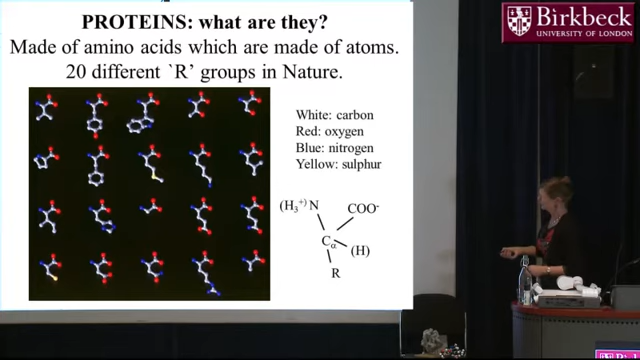 PROTEINS: what are they?
Made of amino acids which are made of atoms.
20 different `R' groups in Nature.
White: carbon
Red: oxygen
Blue: nitrogen
Yellow: sulphur
(H₃⁺⁾ N
COO⁻
Cα
(H)
R
Birkbeck
UNIVERSITY OF LONDON